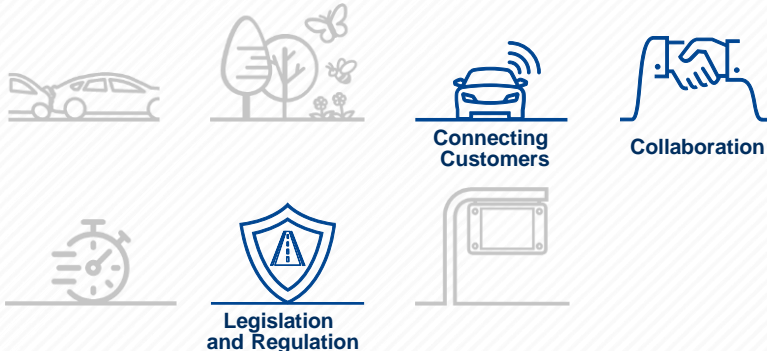 Connecting
Customers
Collaboration
Legislation
and Regulation